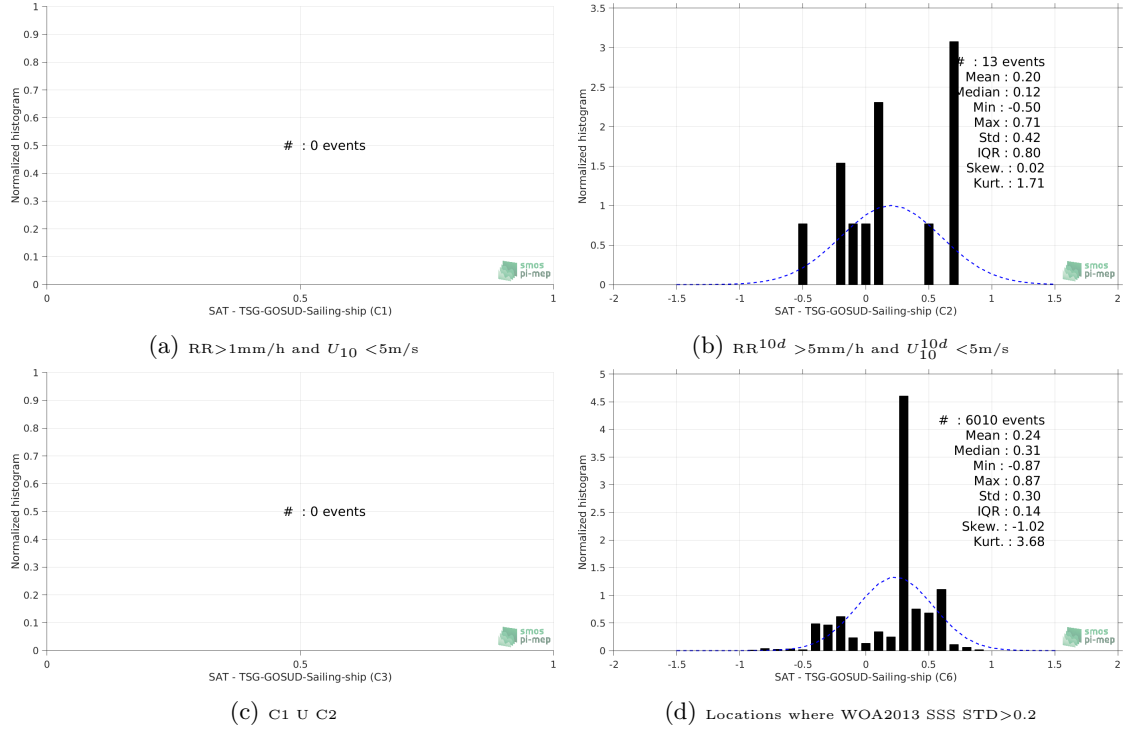 1
0.9
0.8
0.7
0.6
0.5
0.4
0.3
0.2
0.1
0
Normalized histogram
# : 0 events
smos
pi-mep
0 0.5 1
SAT - TSG-GOSUD-Sailing-ship (C1)
(a) RR>1mm/h and U10 <5m/s
3.5
3
2.5
2
1.5
1
0.5
0
Normalized histogram
# : 13 events
Mean : 0.20
Median : 0.12
Min : -0.50
Max : 0.71
Std : 0.42
IQR : 0.80
Skew. : 0.02
Kurt. : 1.71
smos
pi-mep
-2 -1.5 -1 -0.5 0 0.5 1 1.5 2
SAT - TSG-GOSUD-Sailing-ship (C2)
(b) RR10d >5mm/h and U10d10 <5m/s
1
0.9
0.8
0.7
0.6
0.5
0.4
0.3
0.2
0.1
0
Normalized histogram
# : 0 events
smos
pi-mep
0 0.5 1
SAT - TSG-GOSUD-Sailing-ship (C3)
(c) C1 U C2
5
4.5
4
3.5
3
2.5
2
1.5
1
0.5
0
Normalized histogram
# : 6010 events
Mean : 0.24
Median : 0.31
Min : -0.87
Max : 0.87
Std : 0.30
IQR : 0.14
Skew. : -1.02
Kurt. : 3.68
smos
pi-mep
-2 -1.5 -1 -0.5 0 0.5 1 1.5 2
SAT - TSG-GOSUD-Sailing-ship (C6)
(d) Locations where WOA2013 SSS STD>0.2